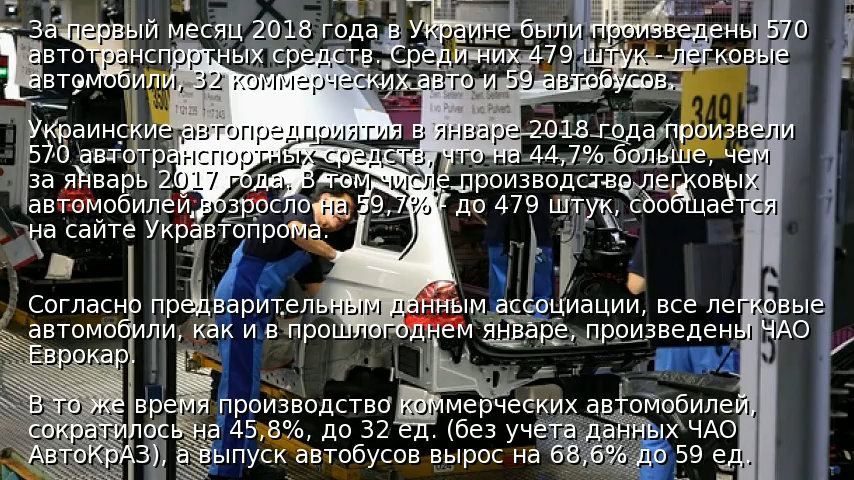 За первый месяц 2018 года в Украине были произведены 570
автотранспортных средств. Среди них 479 штук - легковые
автомобили, 32 коммерческих авто и 59 автобусов.
Украинские автопредприятия в январе 2018 года произвели
570 автотранспортных средств, что на 44,7% больше, чем
за январь 2017 года. В том числе производство легковых
автомобилей возросло на 59,7% - до 479 штук, сообщается
на сайте Укравтопрома.
Согласно предварительным данным ассоциации, все легковые
автомобили, как и в прошлогоднем январе, произведены ЧАО
Еврокар.
В то же время производство коммерческих автомобилей,
сократилось на 45,8%, до 32 ед. (без учета данных ЧАО
АвтоКрАЗ), а выпуск автобусов вырос на 68,6% до 59 ед.
350
349